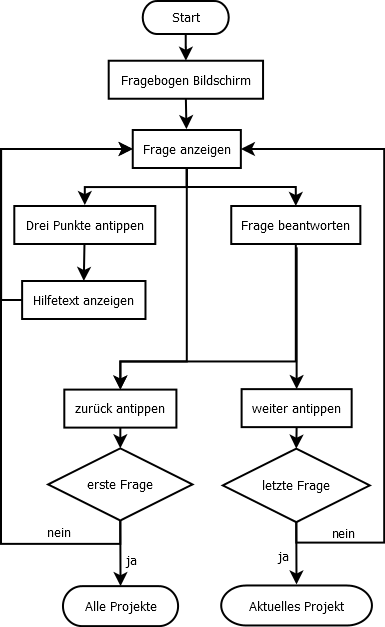 Start
Fragebogen Bildschirm
Frage anzeigen
Drei Punkte antippen
Frage beantworten
Hilfetext anzeigen
zurück antippen
weiter antippen
erste Frage
letzte Frage
nein
nein
ja
ja
Alle Projekte
Aktuelles Projekt